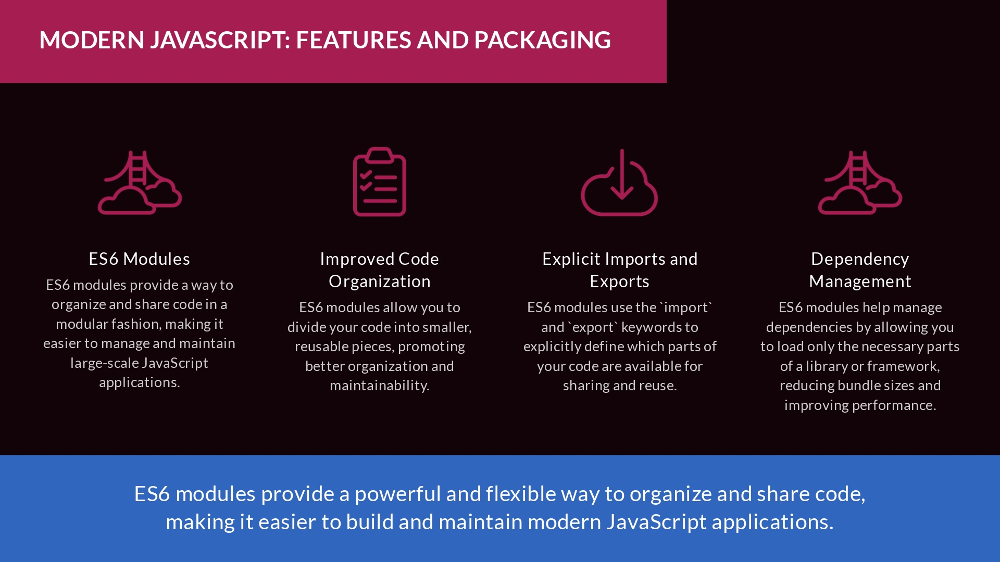 MODERN JAVASCRIPT: FEATURES AND PACKAGING
ES6 Modules
ES6 modules provide a way to
organize and share code in a
modular fashion, making it
easier to manage and maintain
large-scale JavaScript
applications.
Improved Code
Organization
ES6 modules allow you to
divide your code into smaller,
reusable pieces, promoting
better organization and
maintainability.
Explicit Imports and
Exports
ES6 modules use the `import`
and `export` keywords to
explicitly define which parts of
your code are available for
sharing and reuse.
Dependency
Management
ES6 modules help manage
dependencies by allowing you
to load only the necessary parts
of a library or framework,
reducing bundle sizes and
improving performance.
ES6 modules provide a powerful and flexible way to organize and share code,
making it easier to build and maintain modern JavaScript applications.